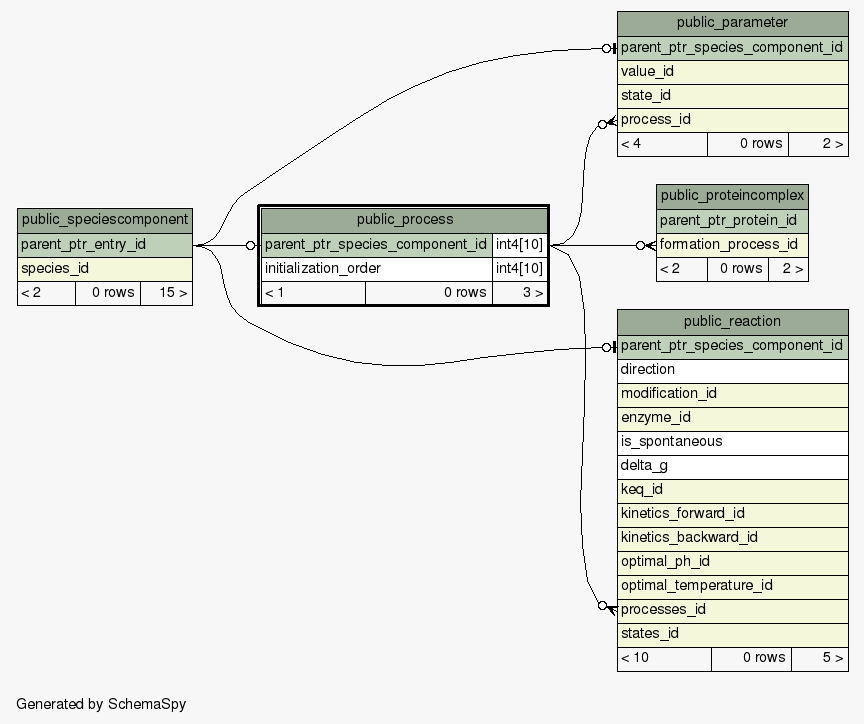 public_parameter
parent_ptr_species_component_id
value_id
state_id
process_id
< 4 0 rows 2 >
public_proteincomplex
parent_ptr_protein_id
formation_process_id
< 2 0 rows 2 >
public_speciescomponent
parent_ptr_entry_id
species_id
< 2 0 rows 15 >
public_process
parent_ptr_species_component_id int4[10]
initialization_order int4[10]
< 1 0 rows 3 >
public_reaction
parent_ptr_species_component_id
direction
modification_id
enzyme_id
is_spontaneous
delta_g
keq_id
kinetics_forward_id
kinetics_backward_id
optimal_ph_id
optimal_temperature_id
processes_id
states_id
< 10 0 rows 5 >
Generated by SchemaSpy